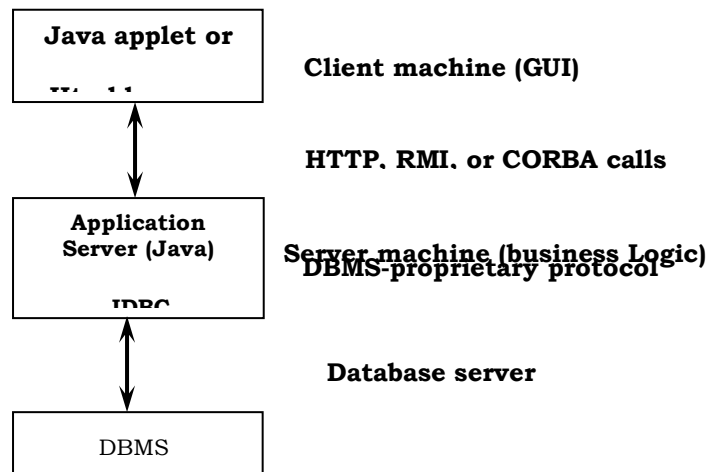 Java applet or
Client machine (GUI)
HTTP, RMI, or CORBA calls
Application
Server (Java)
Server machine (business Logic)
DBMS-proprietary protocol
JDBC
Database server
DBMS